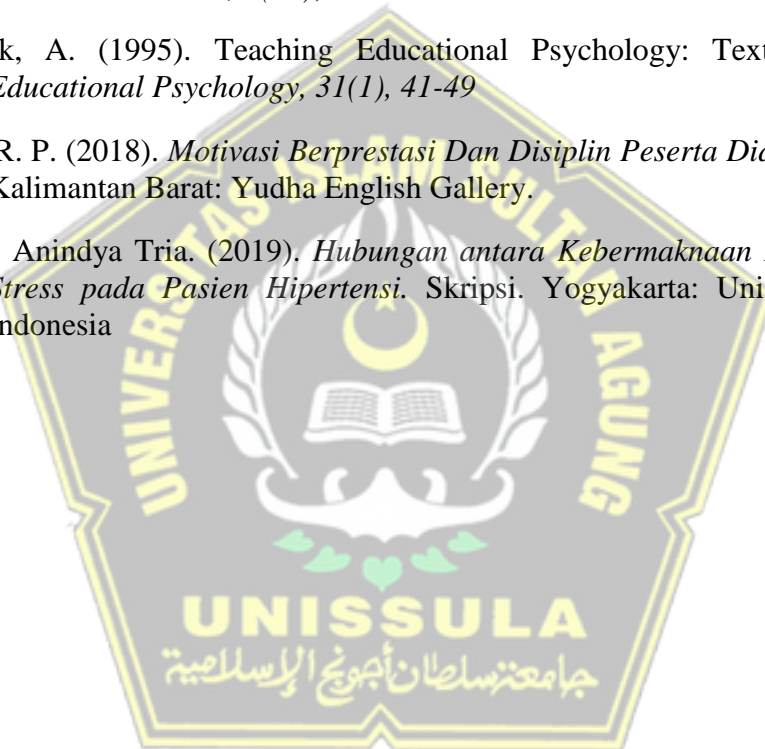 k, A. (1995). Teaching Educational Psychology: Text
Educational Psychology, 31(1), 41-49
R. P. (2018). Motivasi Berprestasi Dan Disiplin Peserta Did
Kalimantan Barat: Yudha English Gallery.
Anindya Tria. (2019). Hubungan antara Kebermaknaan
Stress pada Pasien Hipertensi. Skripsi. Yogyakarta: Uni
Indonesia
UNIVERSITAS ISLAM SULTAN AGUNG
UNISSULA
جامعة سلطان أجونج الإسلامية